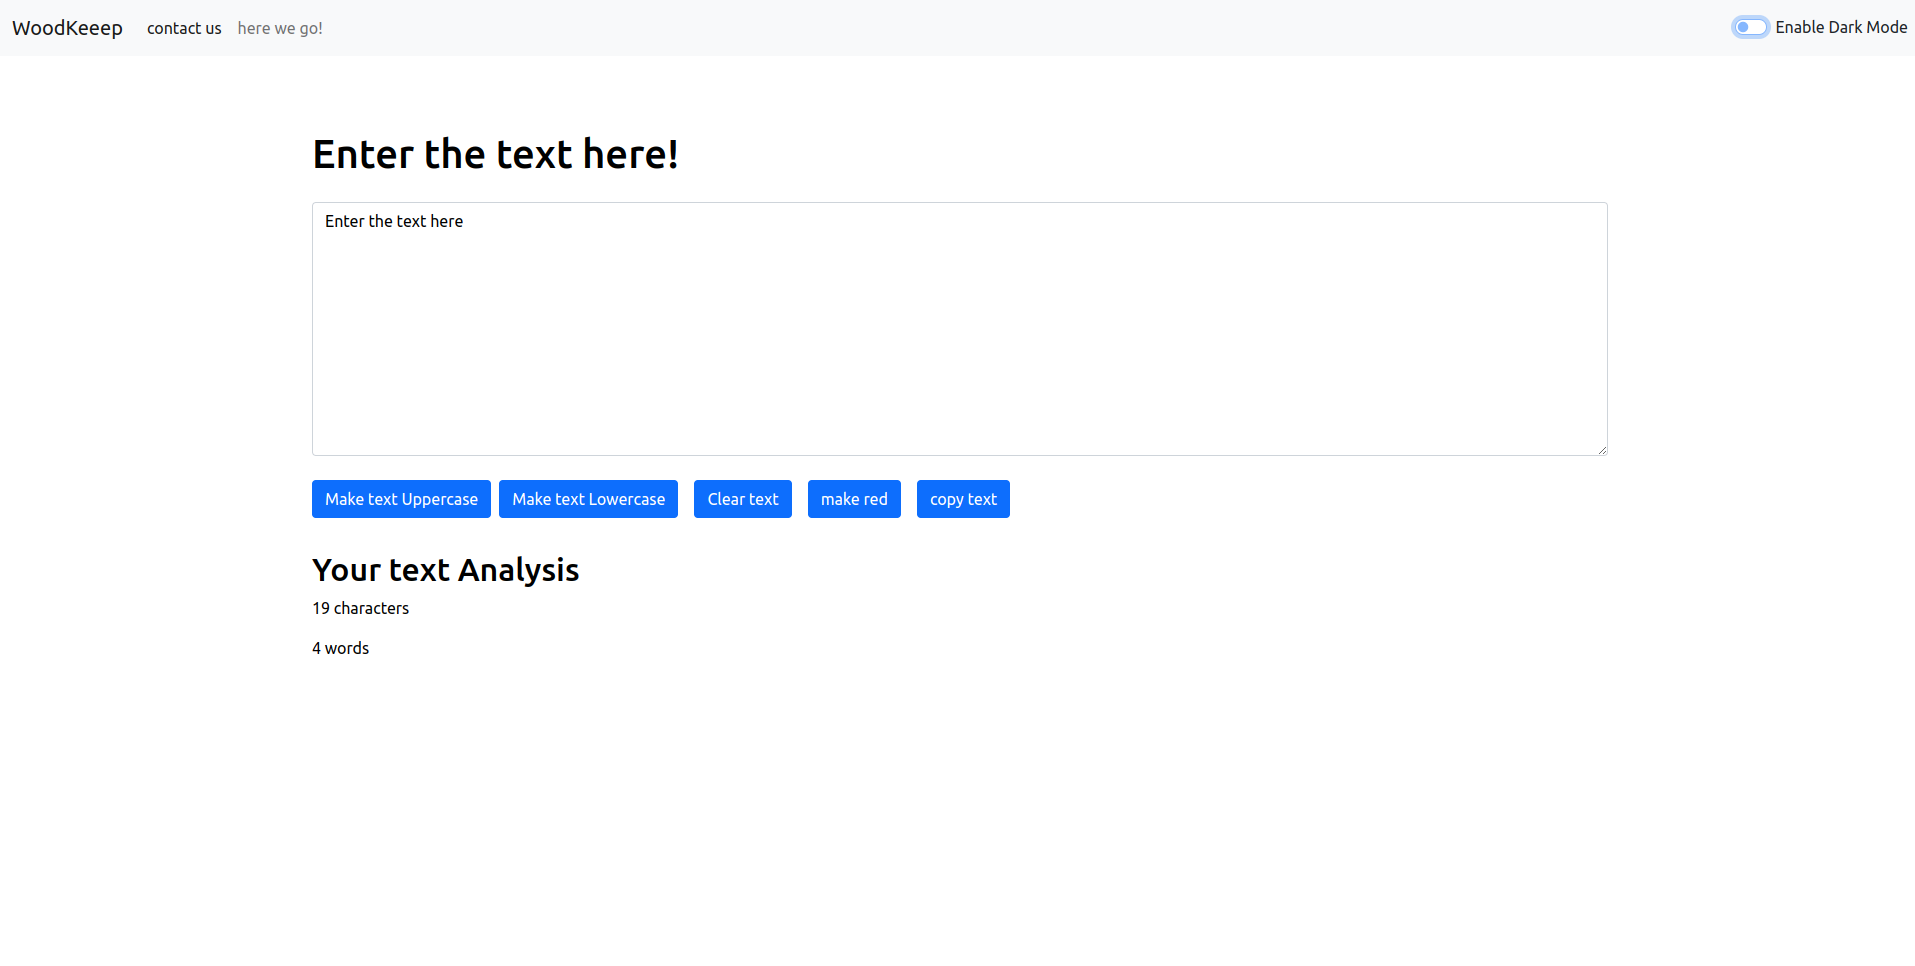 WoodKeeep contact us here we go! Enable Dark Mode
Enter the text here!
Enter the text here
Make text Uppercase Make text Lowercase Clear text make red copy text
Your text Analysis
19 characters
4 words